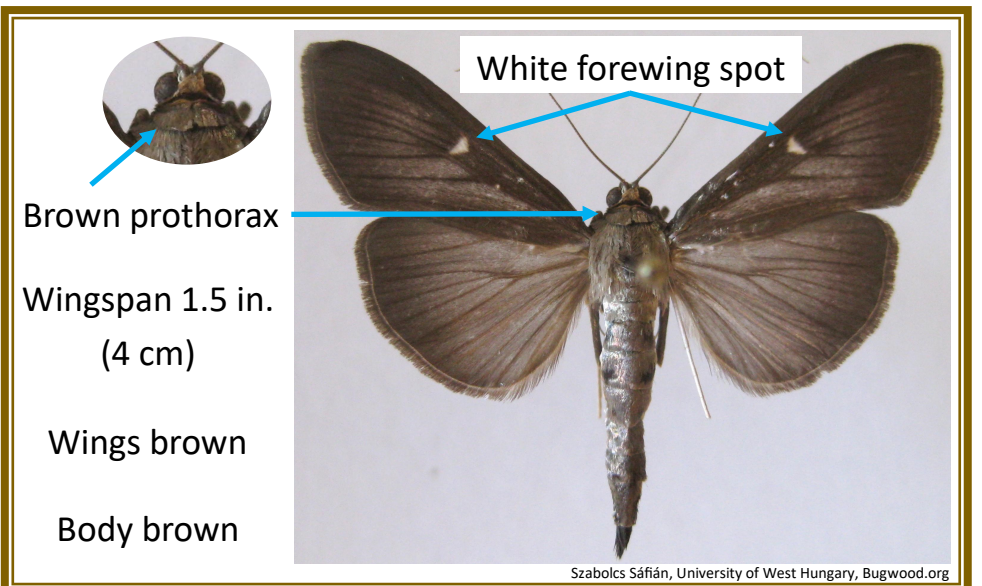 White forewing spot
Brown prothorax
Wingspan 1.5 in.
(4 cm)
Wings brown
Body brown
Szabolcs Sáfián, University of West Hungary, Bugwood.org